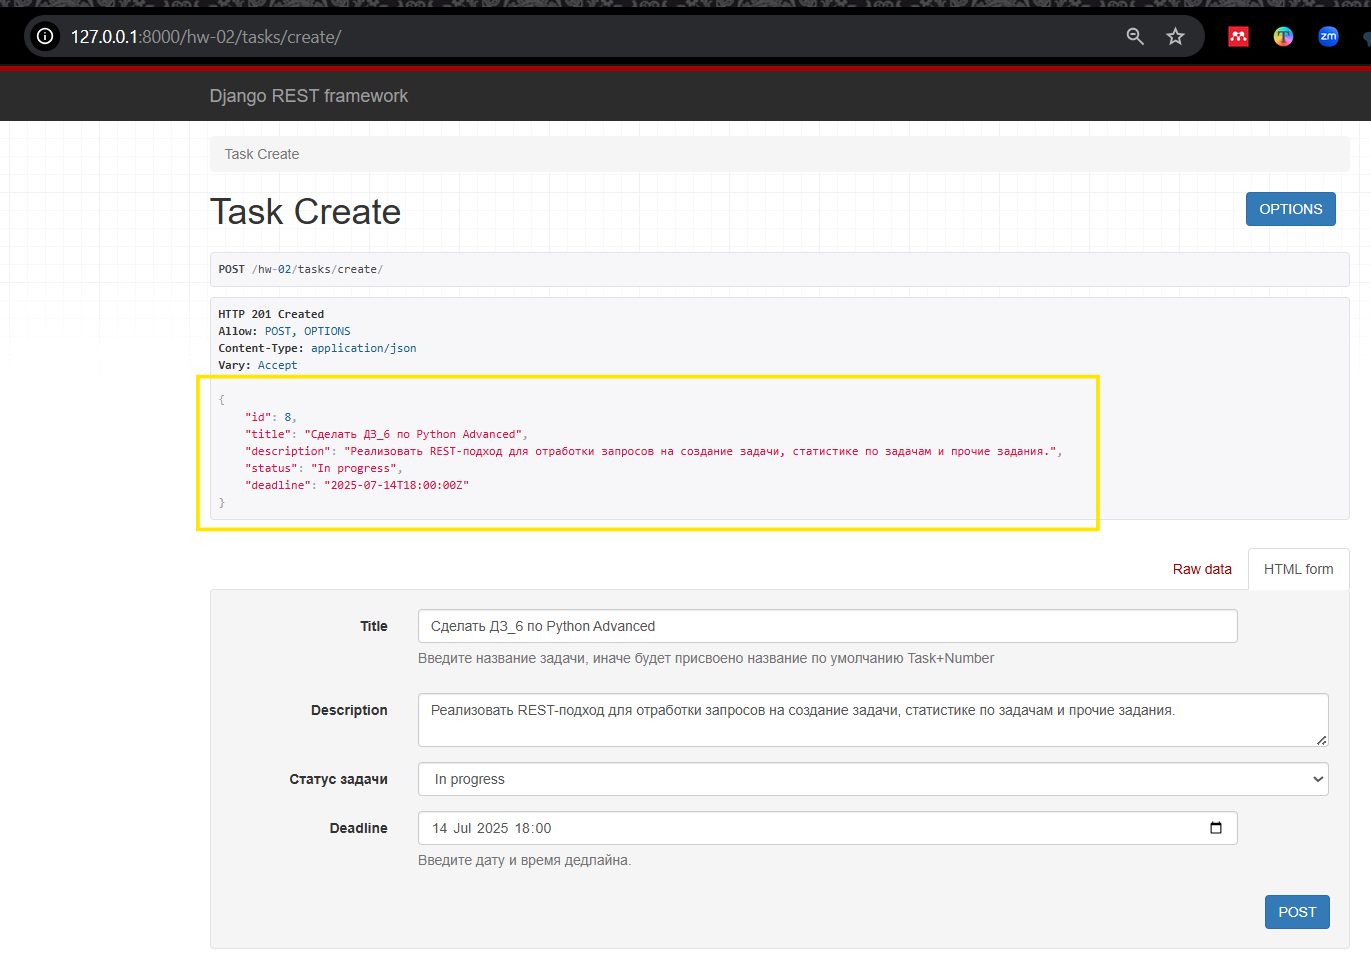 127.0.0.1:8000/hw-02/tasks/create/
zm
Django REST framework
Task Create
Task Create
OPTIONS
POST /hw-02/tasks/create/
HTTP 201 Created
Allow: POST, OPTIONS
Content-Type: application/json
Vary: Accept
{
"id": 8,
"title": "Сделать ДЗ_6 по Python Advanced",
"description": "Реализовать REST-подход для отработки запросов на создание задачи, статистике по задачам и прочие задания.",
"status": "In progress",
"deadline": "2025-07-14T18:00:00Z"
}
Raw data
HTML form
Title
Сделать ДЗ_6 по Python Advanced
Введите название задачи, иначе будет присвоено название по умолчанию Task+Number
Description
Реализовать REST-подход для отработки запросов на создание задачи, статистике по задачам и прочие задания.
Статус задачи
In progress
Deadline
14 Jul 2025 18:00
Введите дату и время дедлайна.
POST